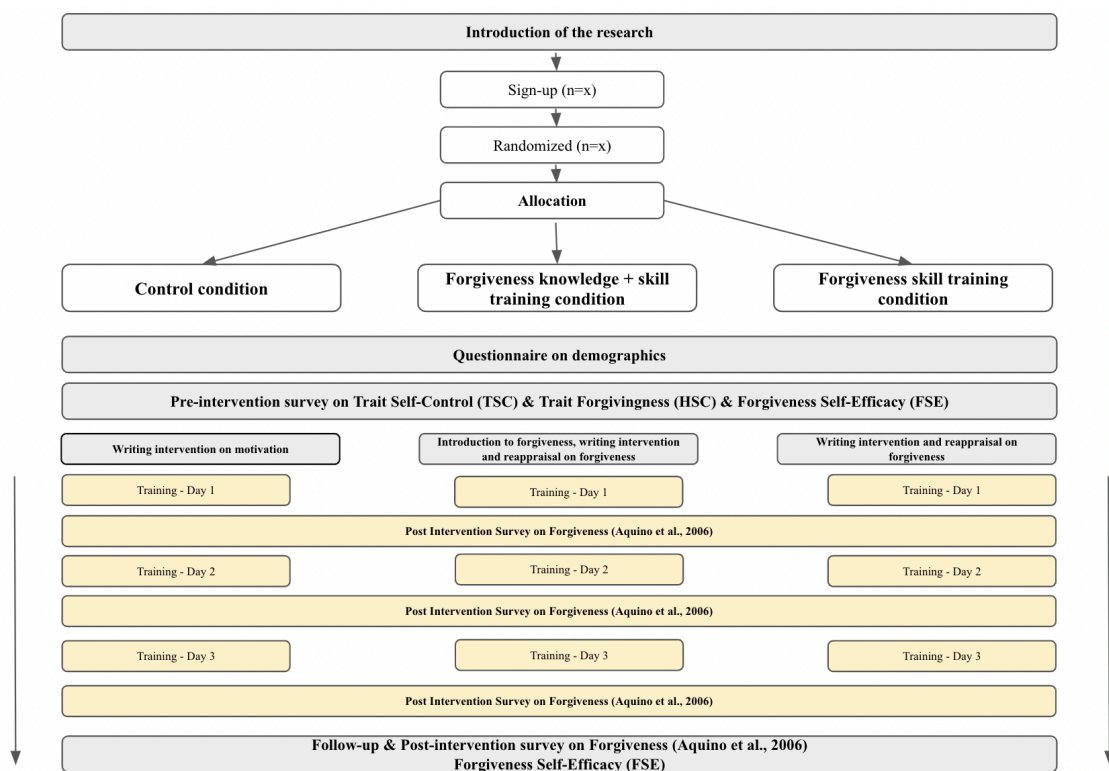 Introduction of the research
Sign-up (n=x)
Randomized (n=x)
Allocation
Control condition
Forgiveness knowledge + skill
training condition
Forgiveness skill training
condition
Questionnaire on demographics
Pre-intervention survey on Trait Self-Control (TSC) & Trait Forgivingness (HSC) & Forgiveness Self-Efficacy (FSE)
Writing intervention on motivation
Introduction to forgiveness, writing intervention
and reappraisal on forgiveness
Writing intervention and reappraisal on
forgiveness
Training - Day 1
Training - Day 1
Training - Day 1
Post Intervention Survey on Forgiveness (Aquino et al., 2006)
Training - Day 2
Training - Day 2
Training - Day 2
Post Intervention Survey on Forgiveness (Aquino et al., 2006)
Training - Day 3
Training - Day 3
Training - Day 3
Post Intervention Survey on Forgiveness (Aquino et al., 2006)
Follow-up & Post-intervention survey on Forgiveness (Aquino et al., 2006)
Forgiveness Self-Efficacy (FSE)